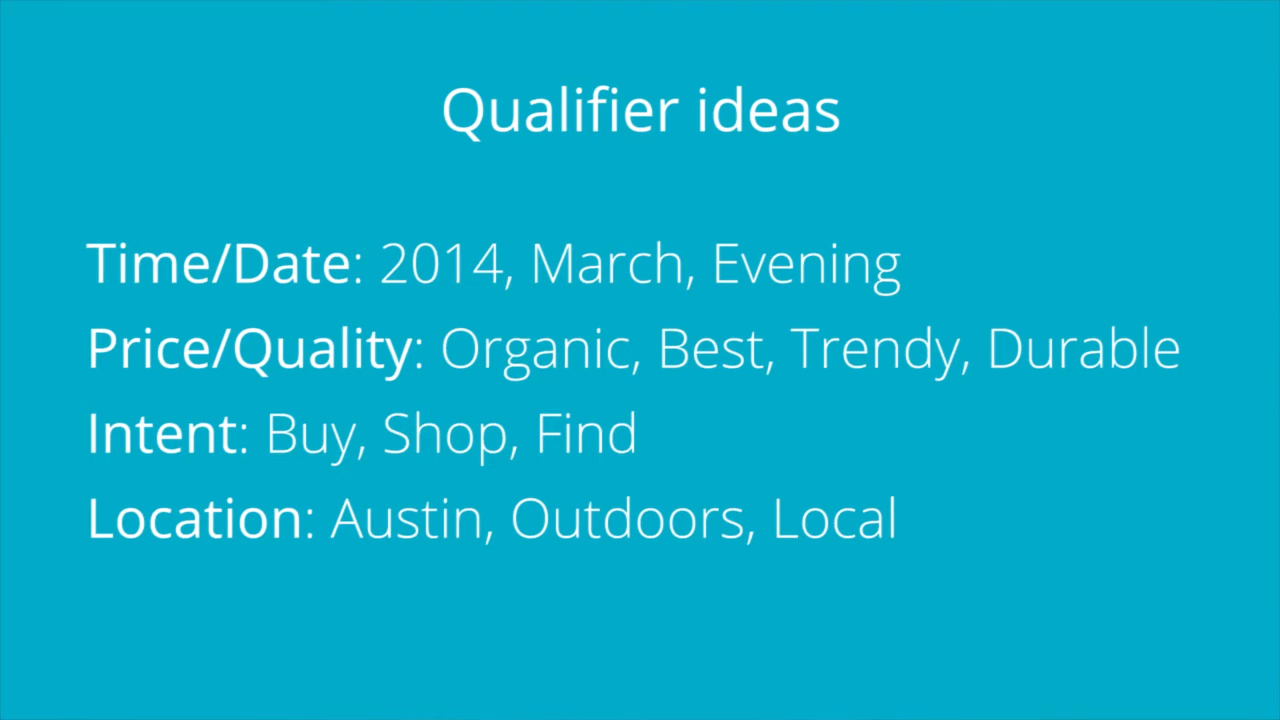 Qualifier ideas
Time/Date: 2014, March, Evening
Price/Quality: Organic, Best, Trendy, Durable
Intent: Buy, Shop, Find
Location: Austin, Outdoors, Local